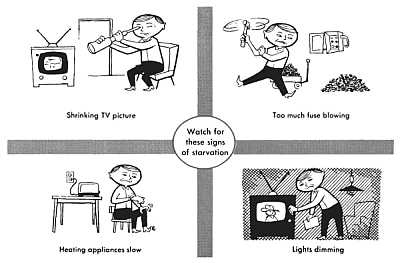 Shrinking TV picture
Too much fuse blowing
Watch for
these signs
of starvation
Heating appliances slow
Lights dimming